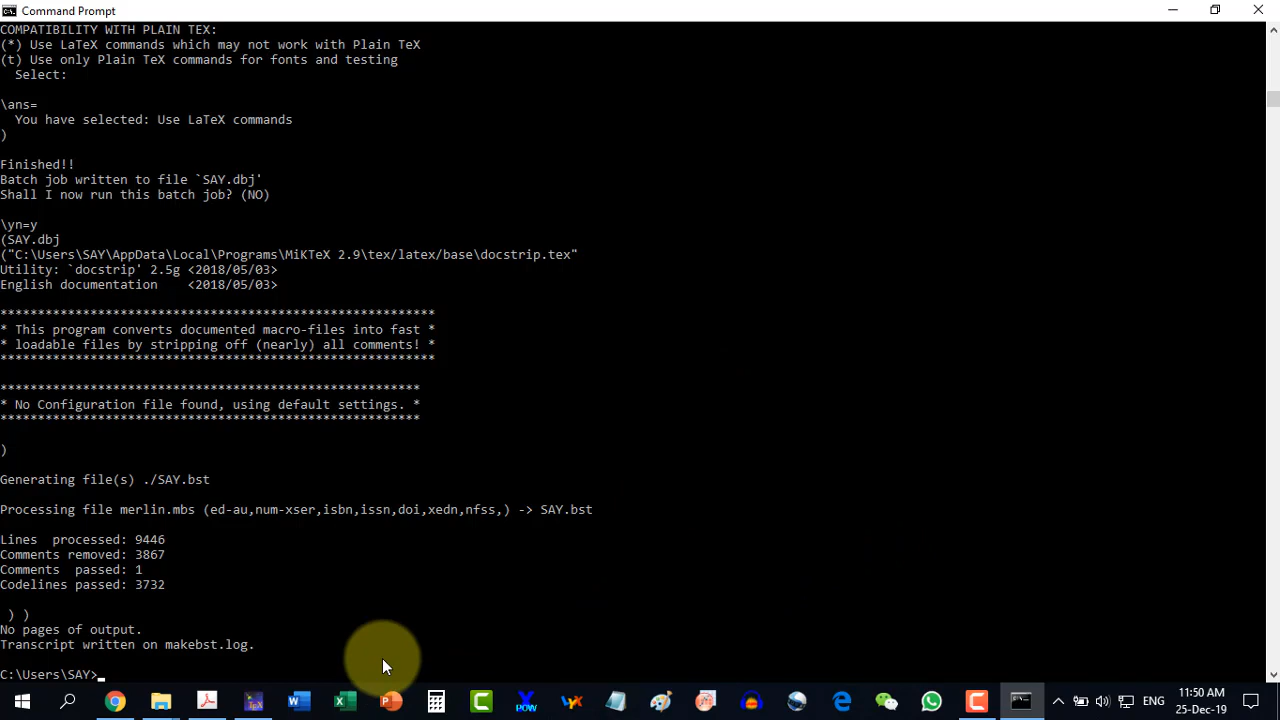 Command Prompt
COMPATIBILITY WITH PLAIN TEX:
(*) Use LaTeX commands which may not work with Plain TeX
(t) Use only Plain TeX commands for fonts and testing
  Select:
\ans=
  You have selected: Use LaTeX commands
)
Finished!!
Batch job written to file `SAY.dbj'
Shall I now run this batch job? (NO)
\yn=y
(SAY.dbj
("C:\Users\SAY\AppData\Local\Programs\MiKTeX 2.9\tex/latex/base\docstrip.tex"
Utility: `docstrip' 2.5g <2018/05/03>
English documentation    <2018/05/03>
**********************************************************
* This program converts documented macro-files into fast *
* loadable files by stripping off (nearly) all comments! *
**********************************************************
********************************************************
* No Configuration file found, using default settings. *
********************************************************
)
Generating file(s) ./SAY.bst
Processing file merlin.mbs (ed-au,num-xser,isbn,issn,doi,xedn,nfss,) -> SAY.bst
Lines  processed: 9446
Comments removed: 3867
Comments  passed: 1
Codelines passed: 3732
 ) )
No pages of output.
Transcript written on makebst.log.
C:\Users\SAY>_
ENG
11:50 AM
25-Dec-19